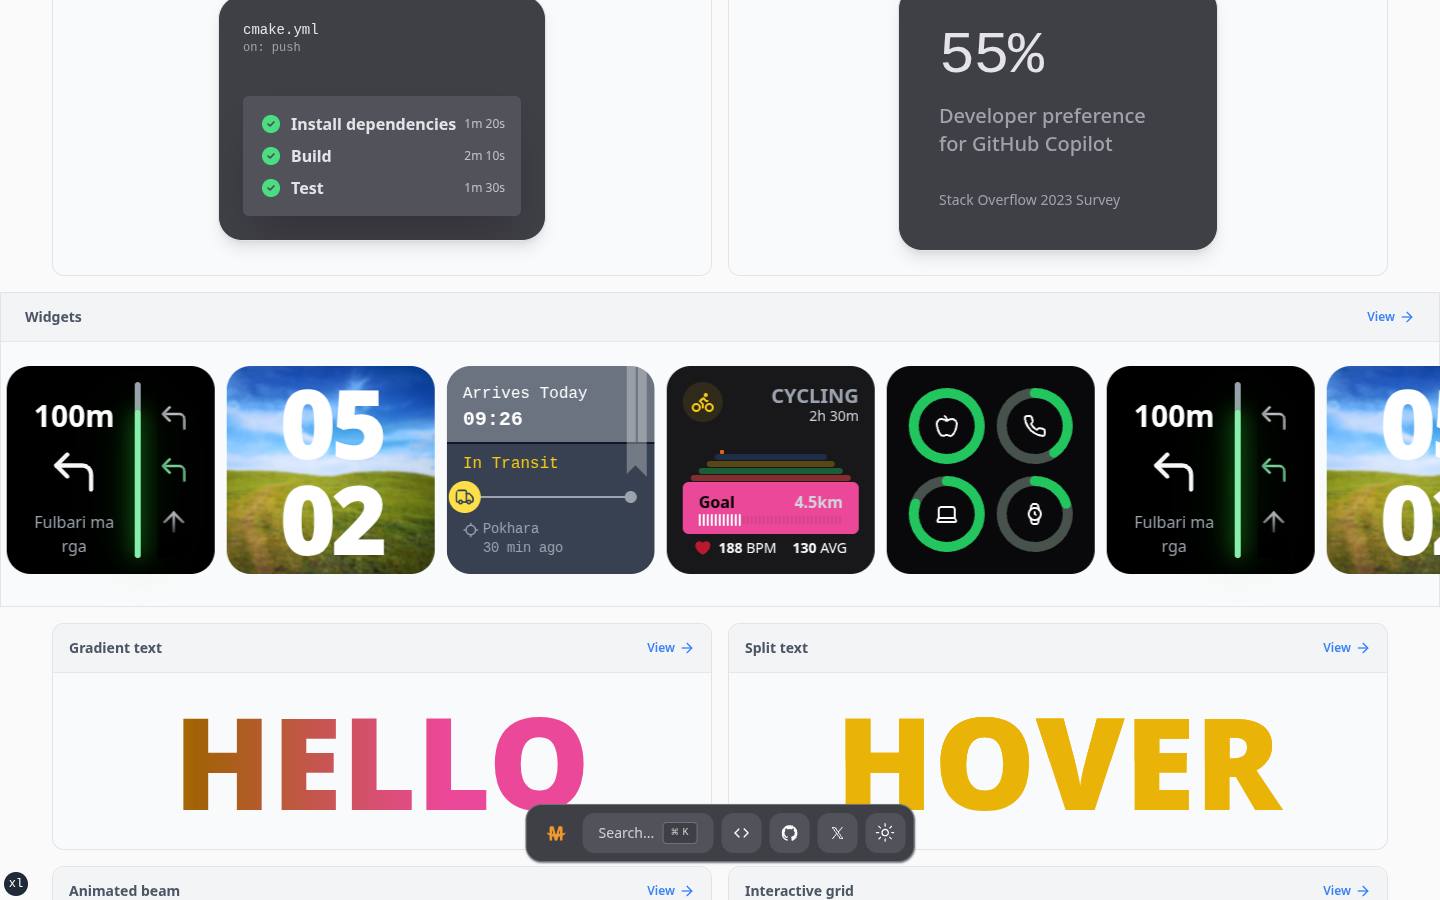 cmake.yml
on: push
Install dependencies 1m 20s
Build 2m 10s
Test 1m 30s
55%
Developer preference
for GitHub Copilot
Stack Overflow 2023 Survey
Widgets
View
100m
Fulbari ma
rga
05
02
Arrives Today
09:26
In Transit
Pokhara
30 min ago
CYCLING
2h 30m
Goal 4.5km
188 BPM 130 AVG
100m
Fulbari ma
rga
05
02
Gradient text
View
HELLO
Split text
View
HOVER
Search... ⌘ K
xl
Animated beam
View
Interactive grid
View